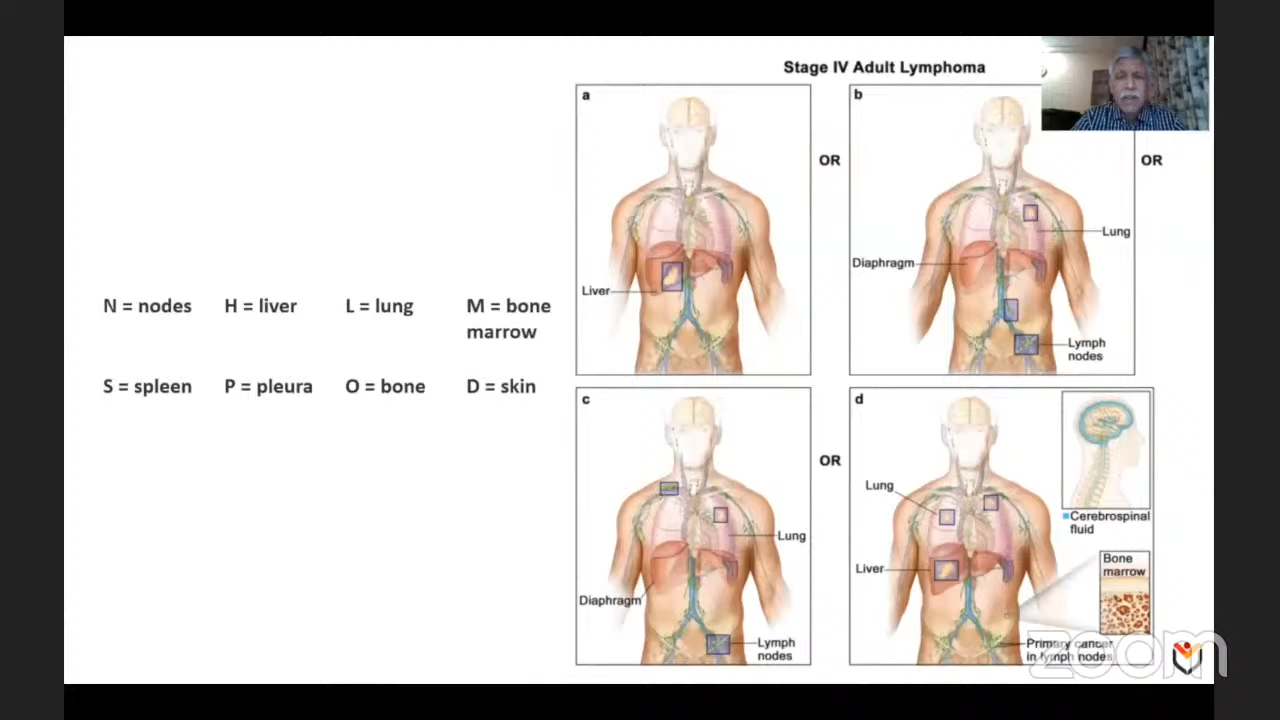 Stage IV Adult Lymphoma
N = nodes H = liver L = lung M = bone
marrow
S = spleen P = pleura O = bone D = skin
a
Liver
OR
b
Lung
Diaphragm
Lymph
nodes
OR
c
Lung
Diaphragm
Lymph
nodes
OR
d
Lung
Cerebrospinal
fluid
Liver
Bone
marrow
Primary cancer
in lymph nodes
zoom